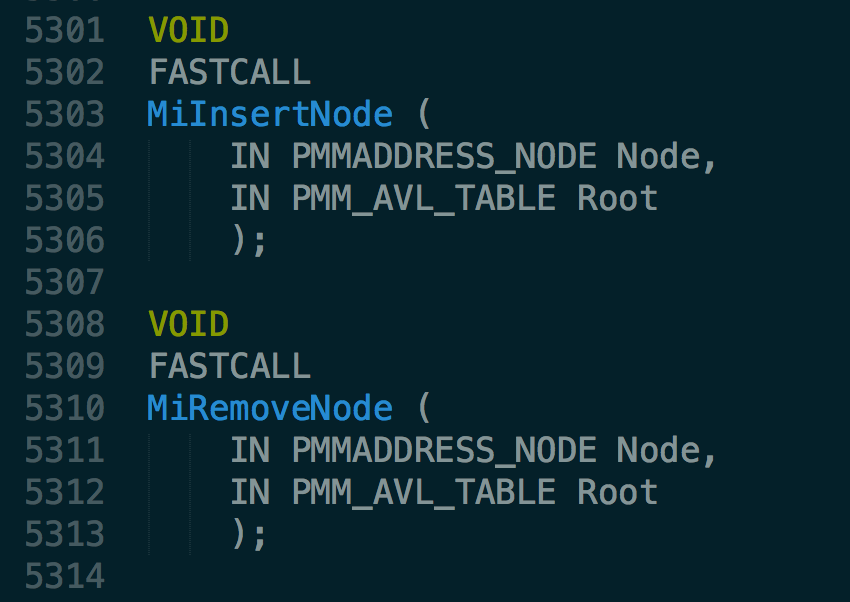 5301 VOID
5302 FASTCALL
5303 MiInsertNode (
5304 IN PMMADDRESS_NODE Node,
5305 IN PMM_AVL_TABLE Root
5306 );
5307
5308 VOID
5309 FASTCALL
5310 MiRemoveNode (
5311 IN PMMADDRESS_NODE Node,
5312 IN PMM_AVL_TABLE Root
5313 );
5314